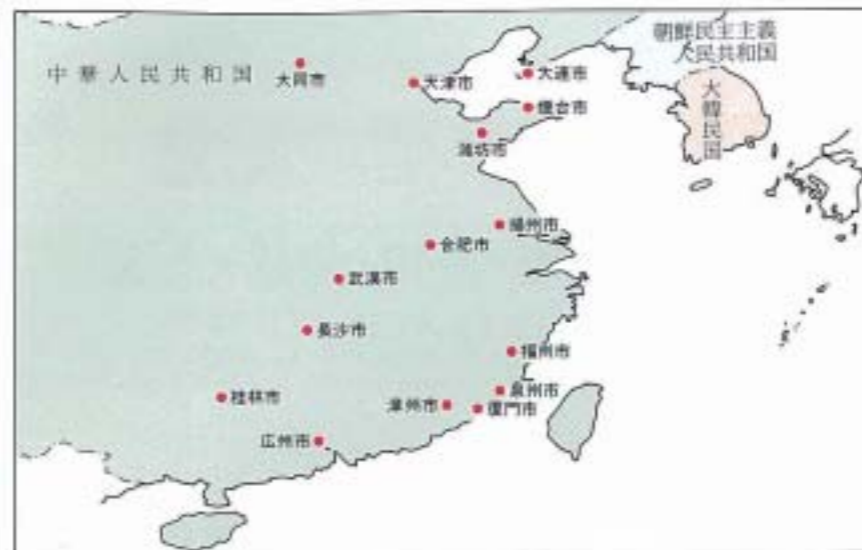 朝鮮民主主義
人民共和国
中華人民共和国
大同市
天津市
大連市
煙台市
大韓民国
濰坊市
揚州市
合肥市
武漢市
長沙市
福州市
泉州市
桂林市
漳州市
厦門市
広州市